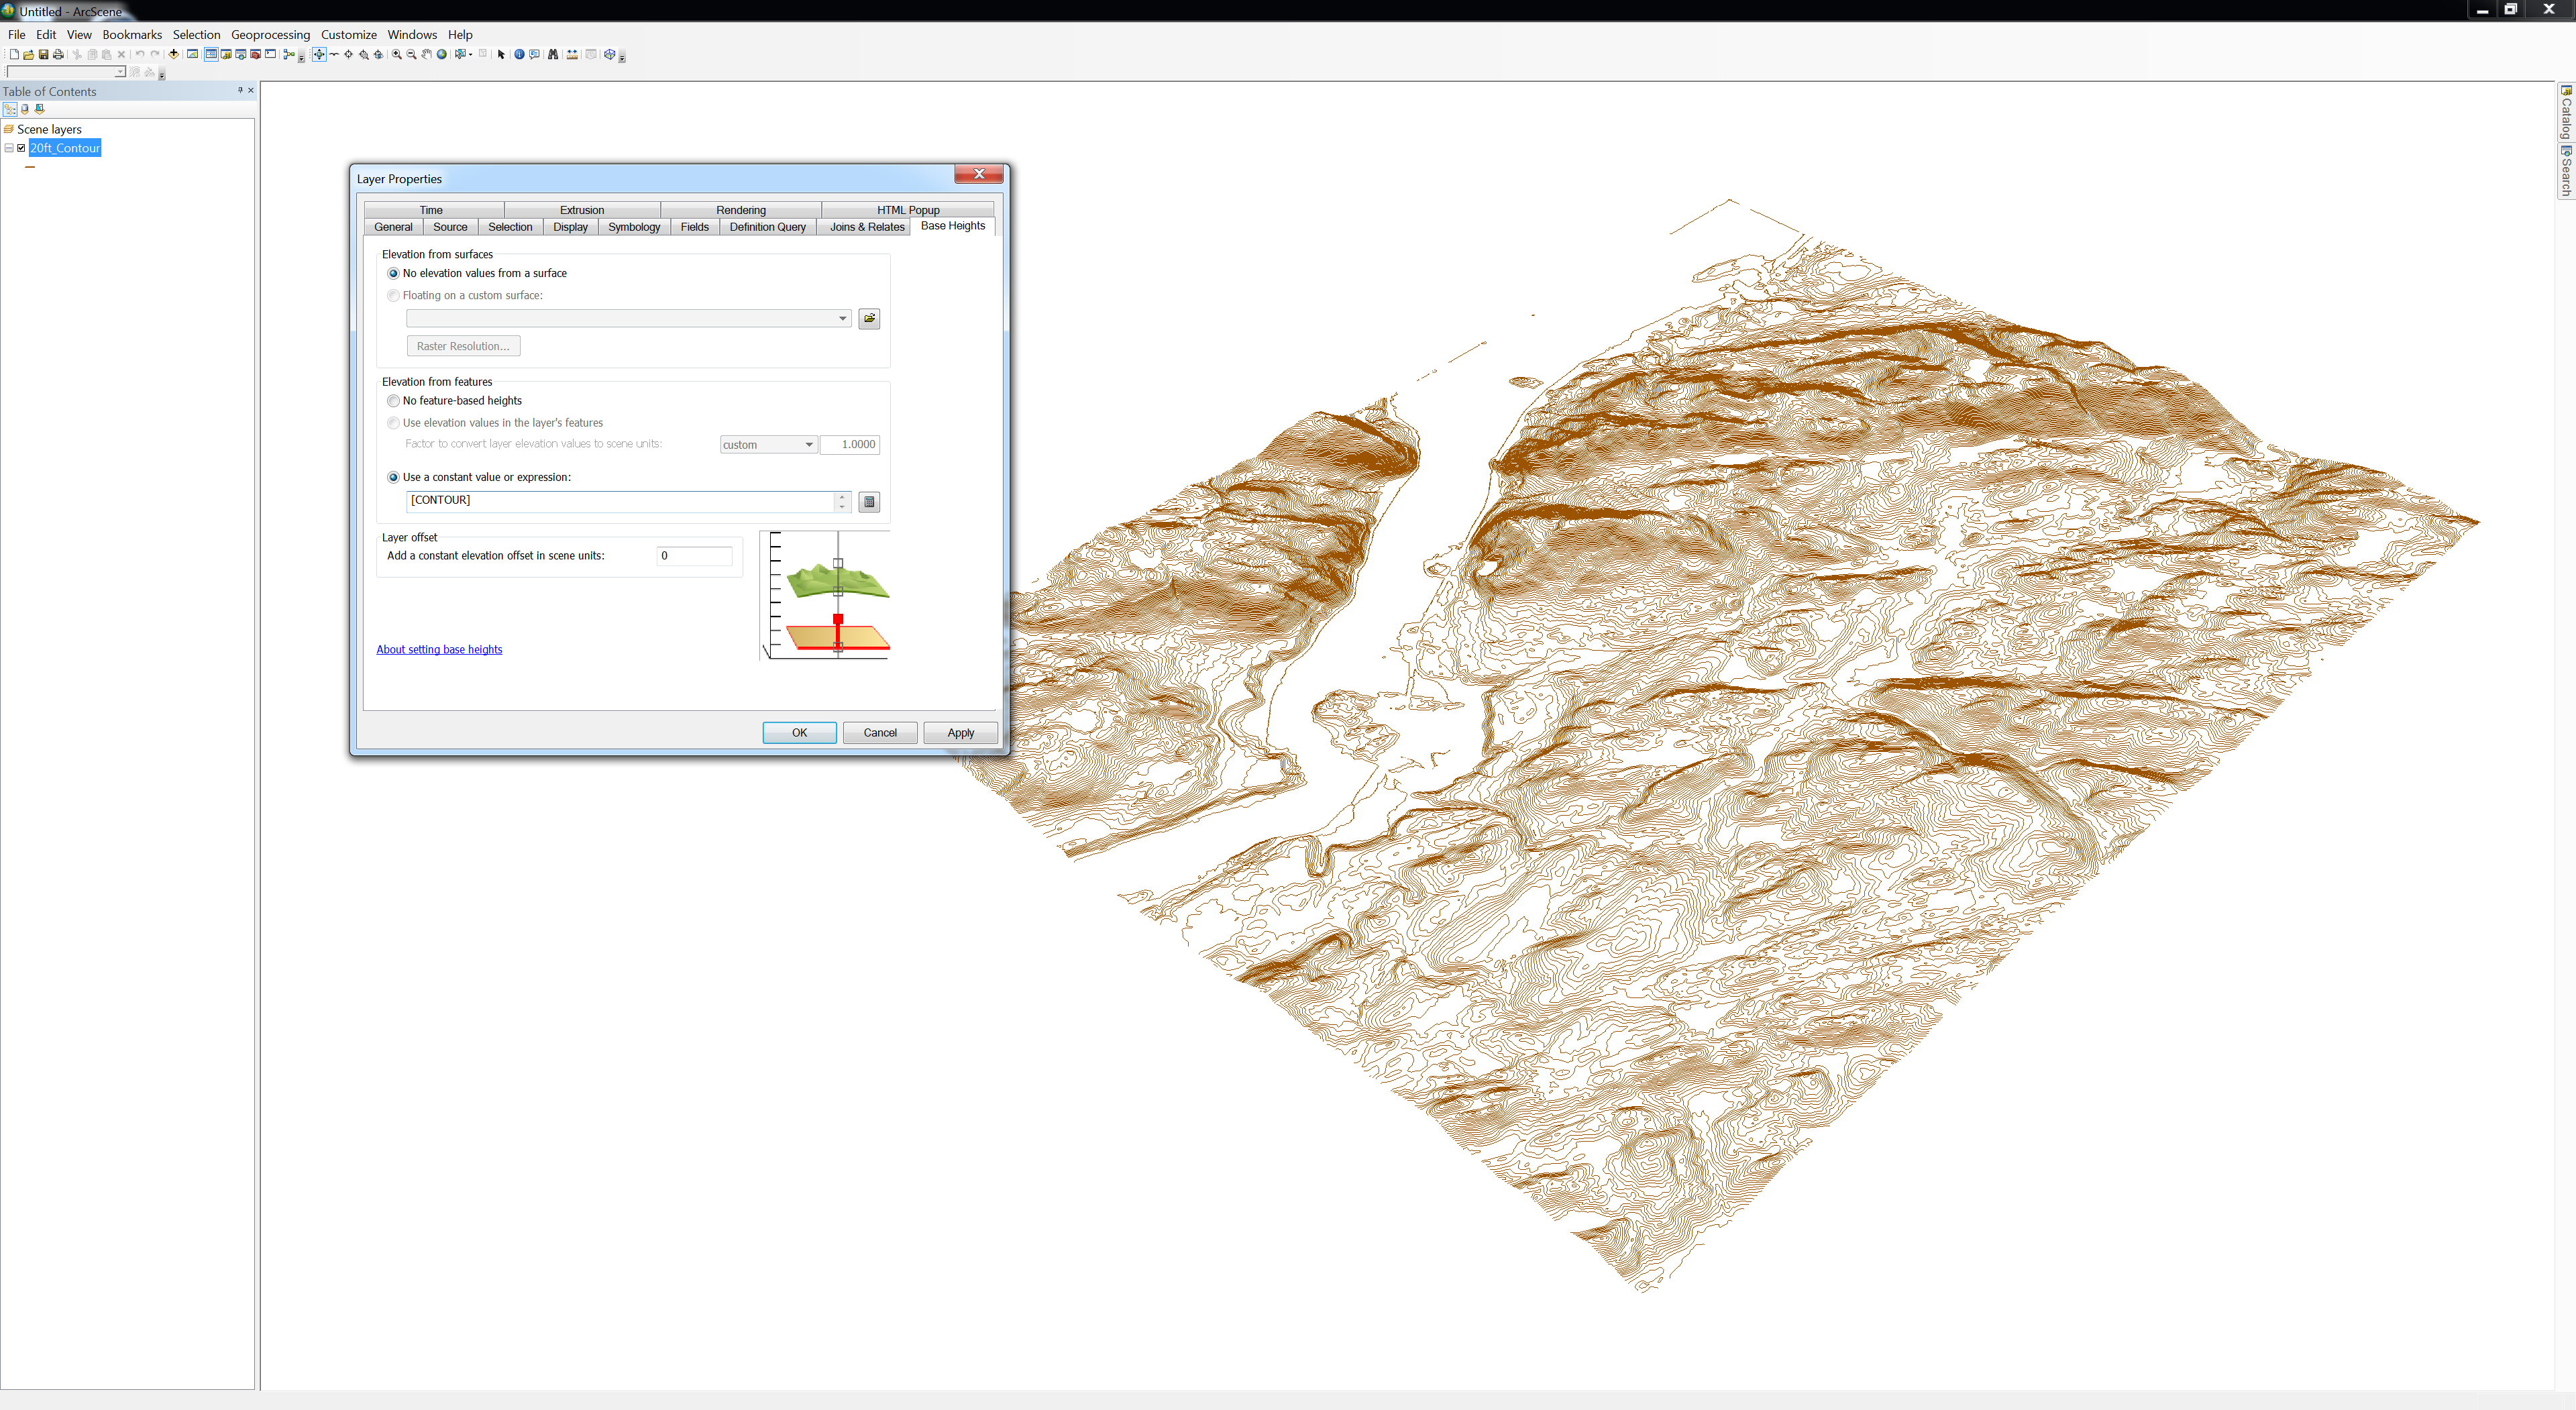 Untitled - ArcScene
File Edit View Bookmarks Selection Geoprocessing Customize Windows Help
Table of Contents
Scene layers
20ft_Contour
Layer Properties
Time Extrusion Rendering HTML Popup
General Source Selection Display Symbology Fields Definition Query Joins & Relates Base Heights
Elevation from surfaces
No elevation values from a surface
Floating on a custom surface:
Raster Resolution...
Elevation from features
No feature-based heights
Use elevation values in the layer's features
Factor to convert layer elevation values to scene units: custom 1.0000
Use a constant value or expression:
[CONTOUR]
Layer offset
Add a constant elevation offset in scene units: 0
About setting base heights
OK Cancel Apply
Catalog
Search